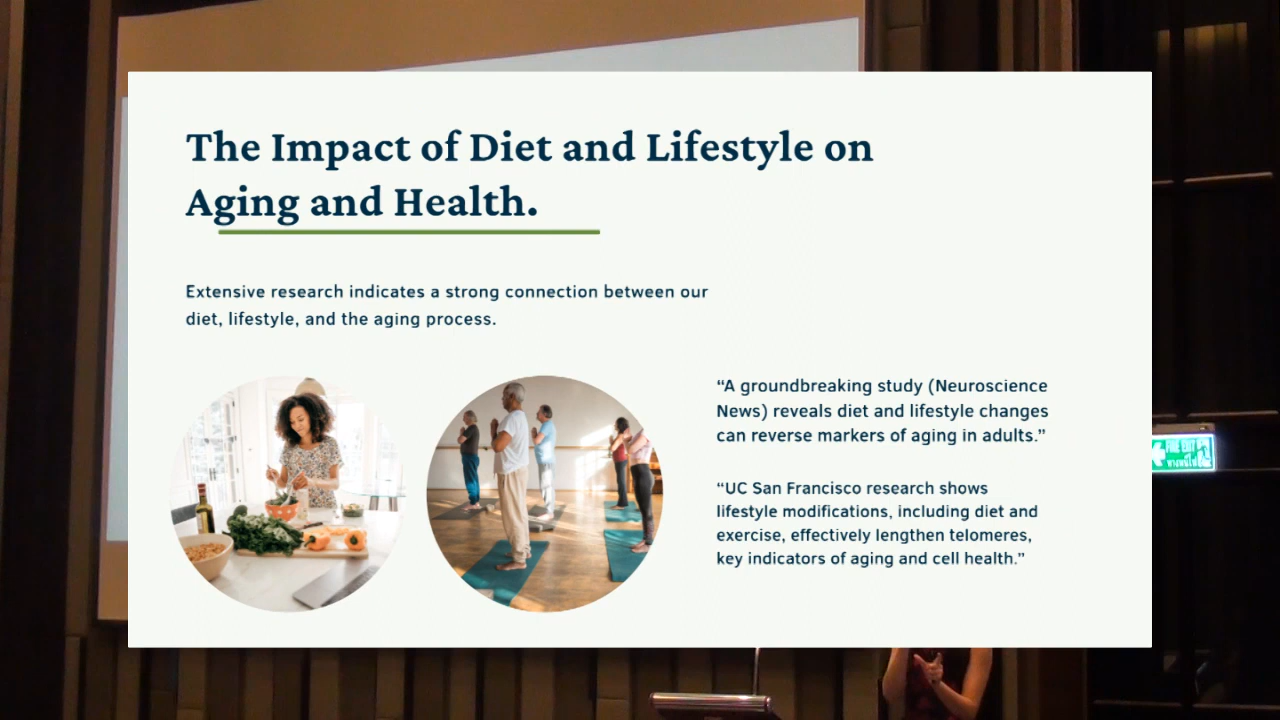 The Impact of Diet and Lifestyle on
Aging and Health.
Extensive research indicates a strong connection between our
diet, lifestyle, and the aging process.
“A groundbreaking study (Neuroscience
News) reveals diet and lifestyle changes
can reverse markers of aging in adults.”
“UC San Francisco research shows
lifestyle modifications, including diet and
exercise, effectively lengthen telomeres,
key indicators of aging and cell health.”
FIRE EXIT